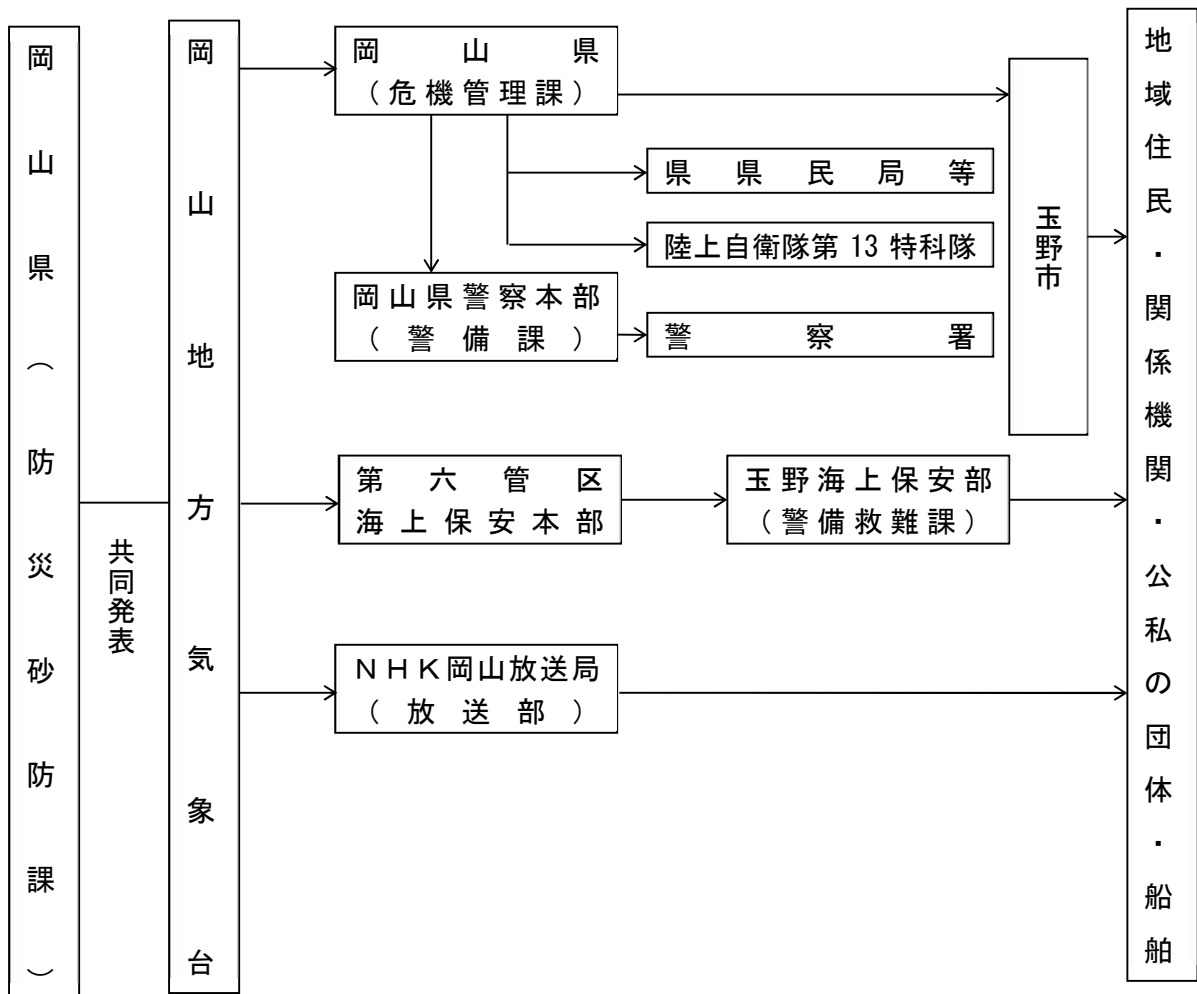 岡山県（防災砂防課）
共同発表
岡山地方気象台
岡山県
（危機管理課）
県県民局等
陸上自衛隊第13特科隊
岡山県警察本部
（警備課）
警察署
玉野市
第六管区
海上保安本部
玉野海上保安部
（警備救難課）
ＮＨＫ岡山放送局
（放送部）
地域住民・関係機関・公私の団体・船舶